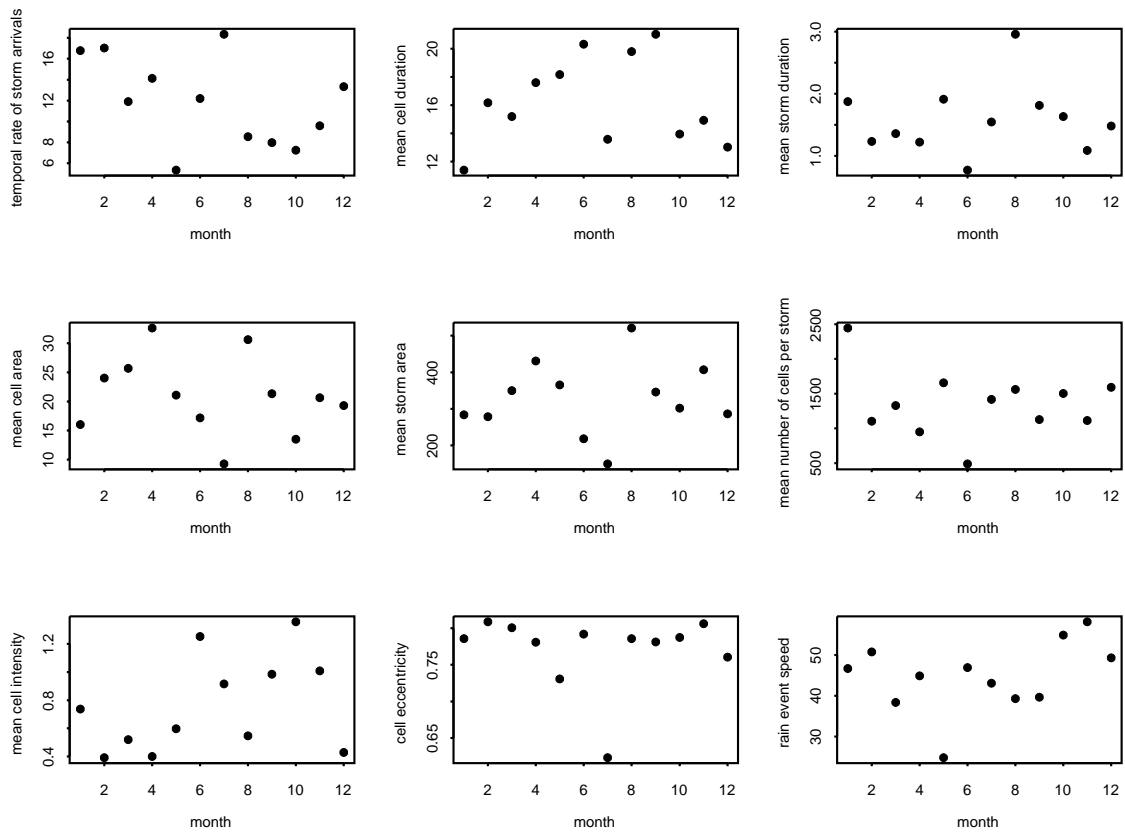 temporal rate of storm arrivals
6 8 12 16
2 4 6 8 10 12
month
mean cell duration
12 16 20
2 4 6 8 10 12
month
mean storm duration
1.0 2.0 3.0
2 4 6 8 10 12
month
mean cell area
10 15 20 25 30
2 4 6 8 10 12
month
mean storm area
200 400
2 4 6 8 10 12
month
mean number of cells per storm
500 1500 2500
2 4 6 8 10 12
month
mean cell intensity
0.4 0.8 1.2
2 4 6 8 10 12
month
cell eccentricity
0.65 0.75
2 4 6 8 10 12
month
rain event speed
30 40 50
2 4 6 8 10 12
month